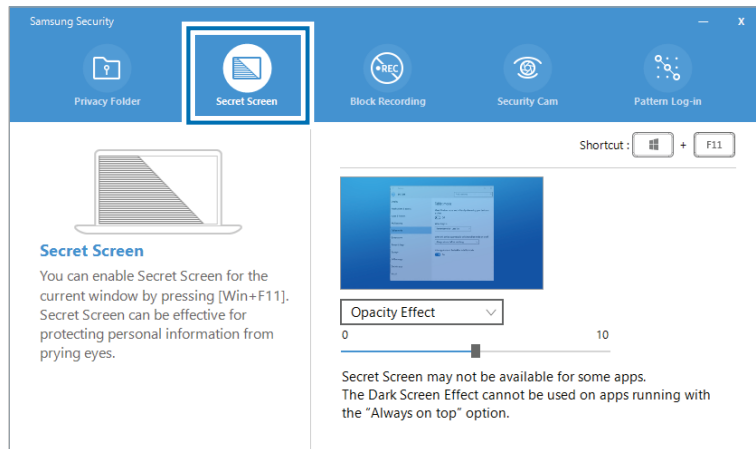 Samsung Security
x
REC
Privacy Folder
Secret Screen
Block Recording
Security Cam
Pattern Log-in
Shortcut : + F11
Secret Screen
You can enable Secret Screen for the
current window by pressing [Win+F11].
Secret Screen can be effective for
protecting personal information from
prying eyes.
Opacity Effect
0 10
Secret Screen may not be available for some apps.
The Dark Screen Effect cannot be used on apps running with
the “Always on top” option.